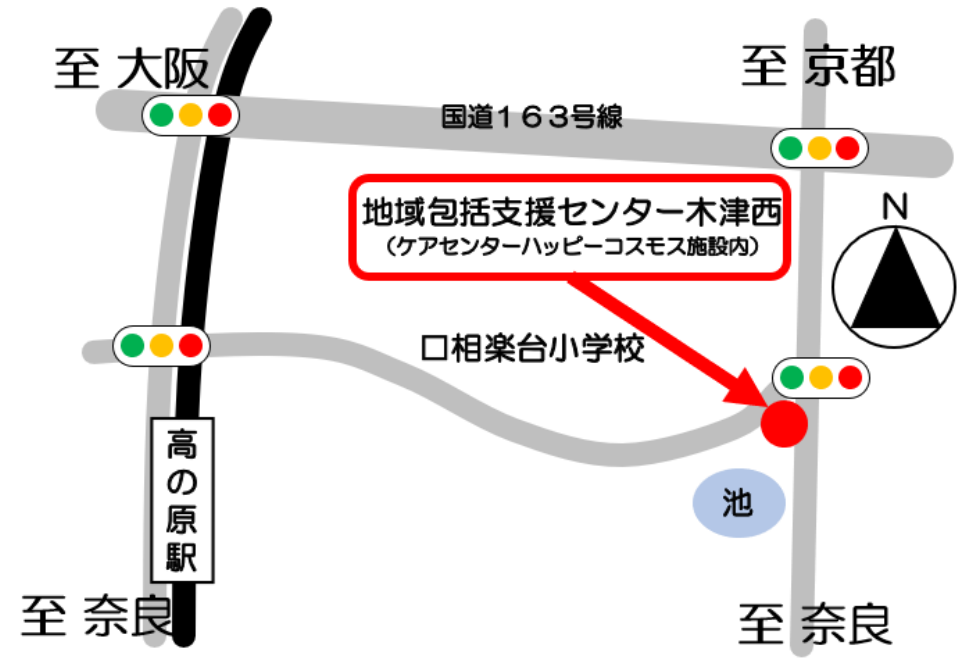 至 大阪
至 京都
国道１６３号線
地域包括支援センター木津西
（ケアセンターハッピーコスモス施設内）
N
口相楽台小学校
高の原駅
池
至 奈良
至 奈良